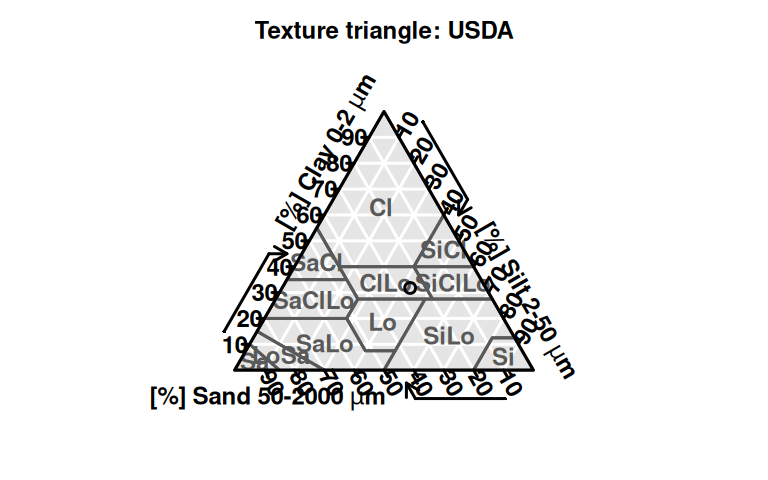 Texture triangle: USDA
[%] Clay 0-2 μm
[%] Silt 2-50 μm
90
80
70
60
50
40
30
20
10
10
20
30
40
50
60
70
80
90
Cl
SiCl
SaCl
ClLo
SiClLo
SaClLo
Lo
SiLo
SaLo
Si
LoSa
Sa
90
80
70
60
50
40
30
20
10
[%] Sand 50-2000 μm